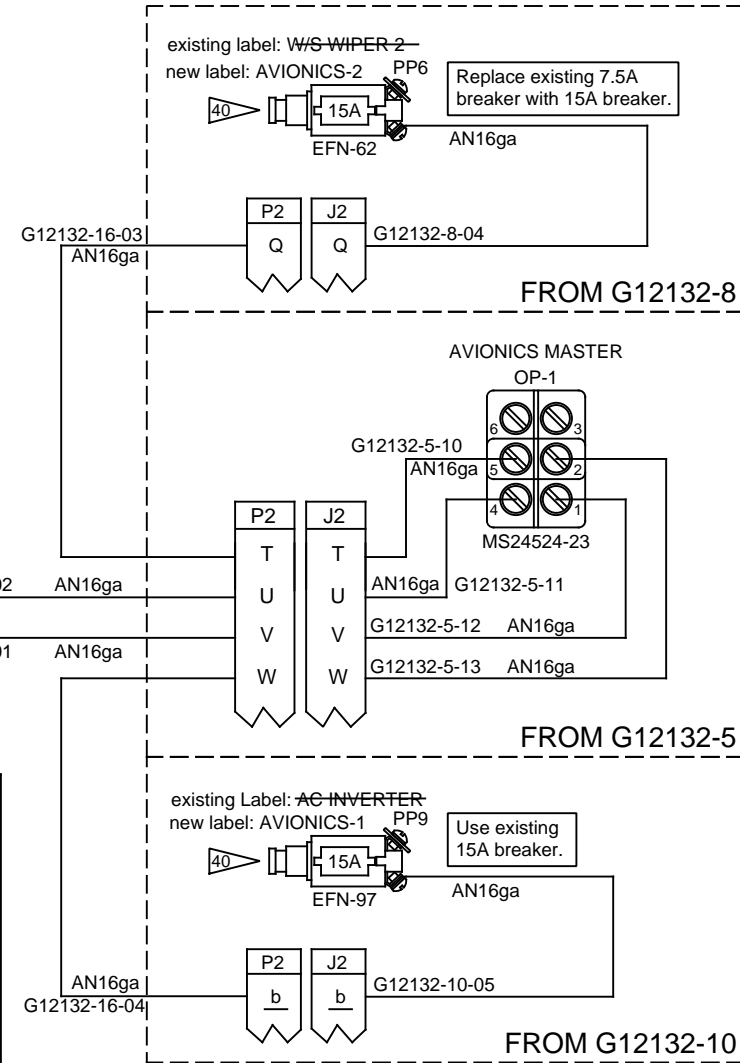 existing label: W/S WIPER 2
new label: AVIONICS-2
PP6
Replace existing 7.5A
breaker with 15A breaker.
40
15A
EFN-62
AN16ga
P2
J2
G12132-16-03
AN16ga
Q
Q
G12132-8-04
FROM G12132-8
AVIONICS MASTER
OP-1
6
3
G12132-5-10
AN16ga
5
2
4
1
MS24524-23
P2
J2
T
T
02
AN16ga
U
U
AN16ga
G12132-5-11
01
AN16ga
V
V
G12132-5-12
AN16ga
W
W
G12132-5-13
AN16ga
FROM G12132-5
existing Label: AC INVERTER
new label: AVIONICS-1
PP9
Use existing
15A breaker.
40
15A
EFN-97
AN16ga
P2
J2
AN16ga
G12132-16-04
b
b
G12132-10-05
FROM G12132-10